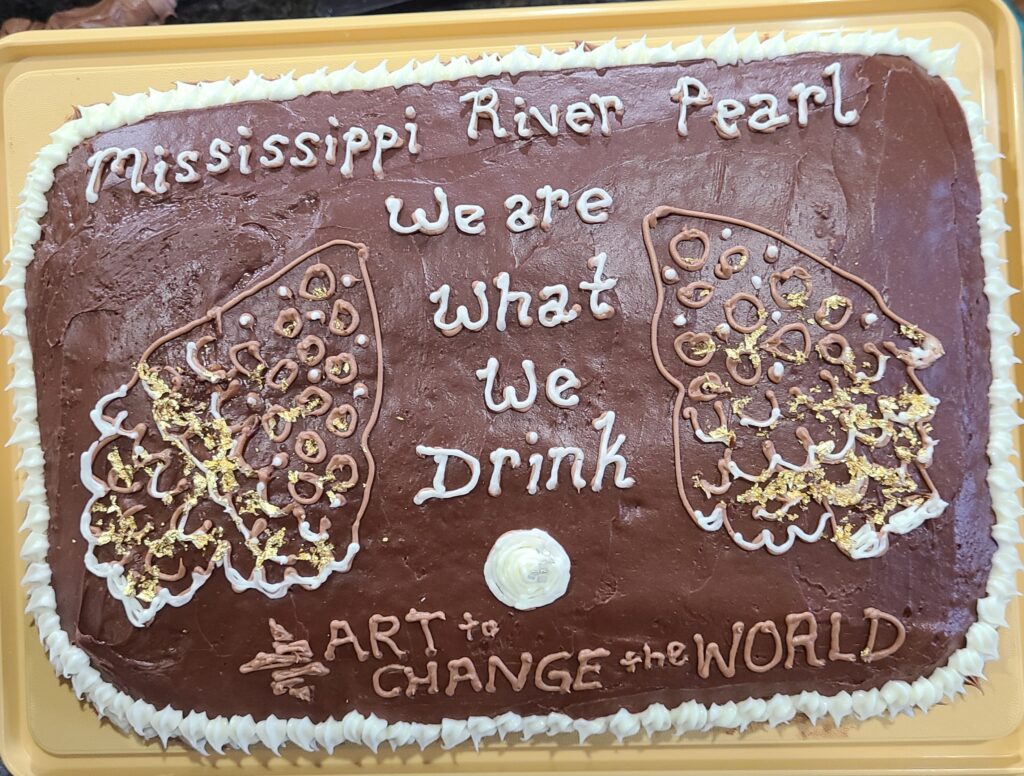 Mississippi River Pearl
We are
What
We
Drink
ART to
CHANGE the WORLD